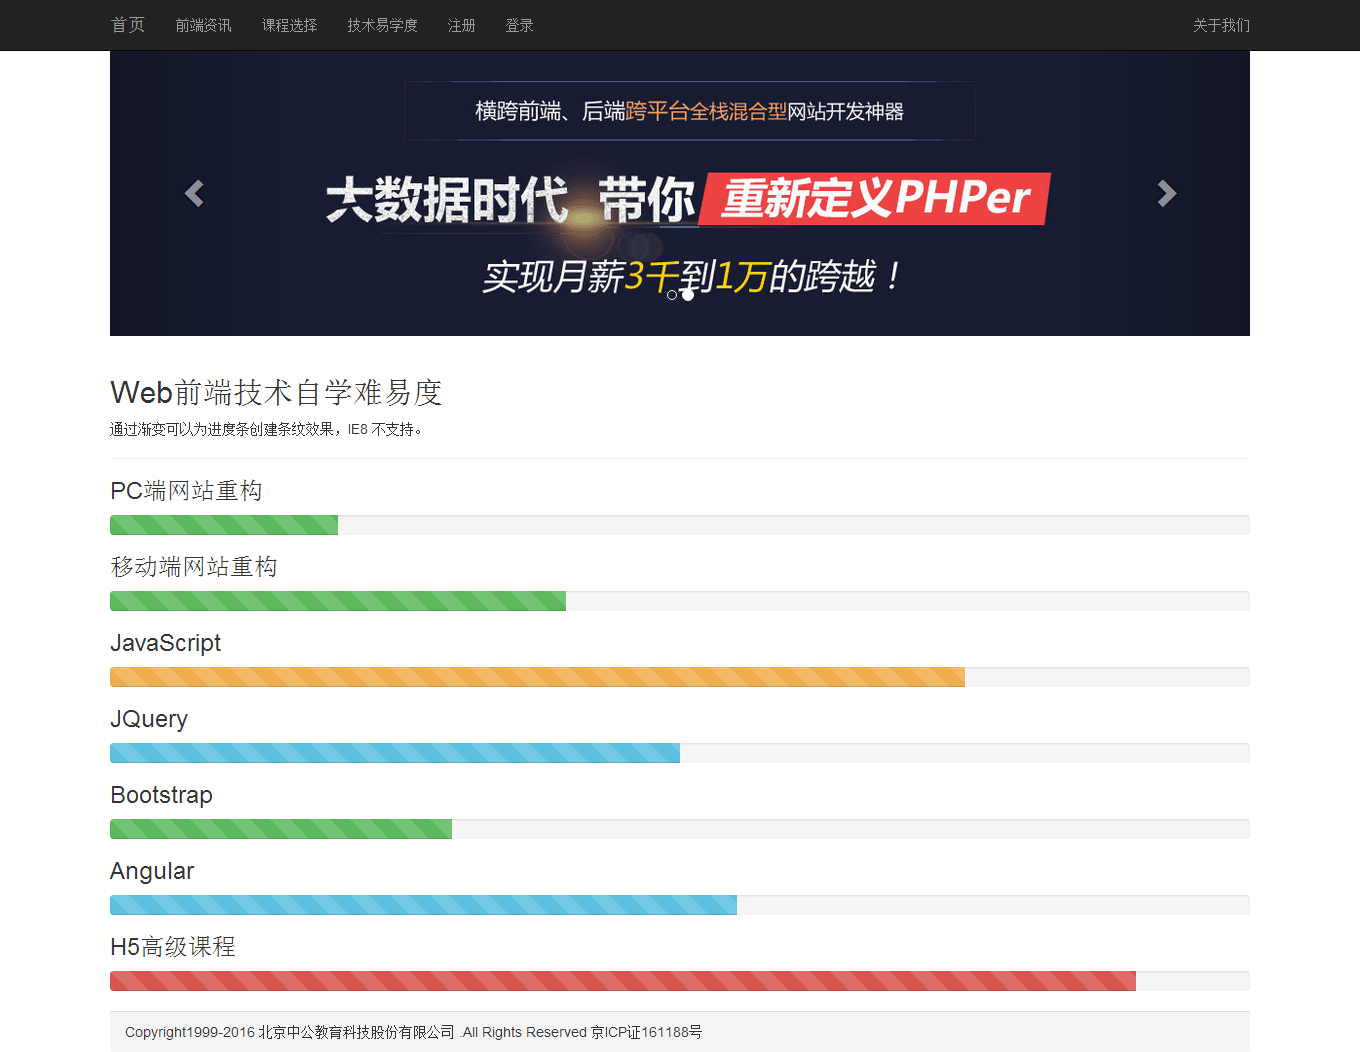 首页 前端资讯 课程选择 技术易学度 注册 登录 关于我们
横跨前端、后端跨平台全栈混合型网站开发神器
大数据时代 带你 重新定义PHPer
实现月薪3千到1万的跨越！
Web前端技术自学难易度
通过渐变可以为进度条创建条纹效果，IE8 不支持。
PC端网站重构
移动端网站重构
JavaScript
JQuery
Bootstrap
Angular
H5高级课程
Copyright1999-2016 北京中公教育科技股份有限公司 .All Rights Reserved 京ICP证161188号